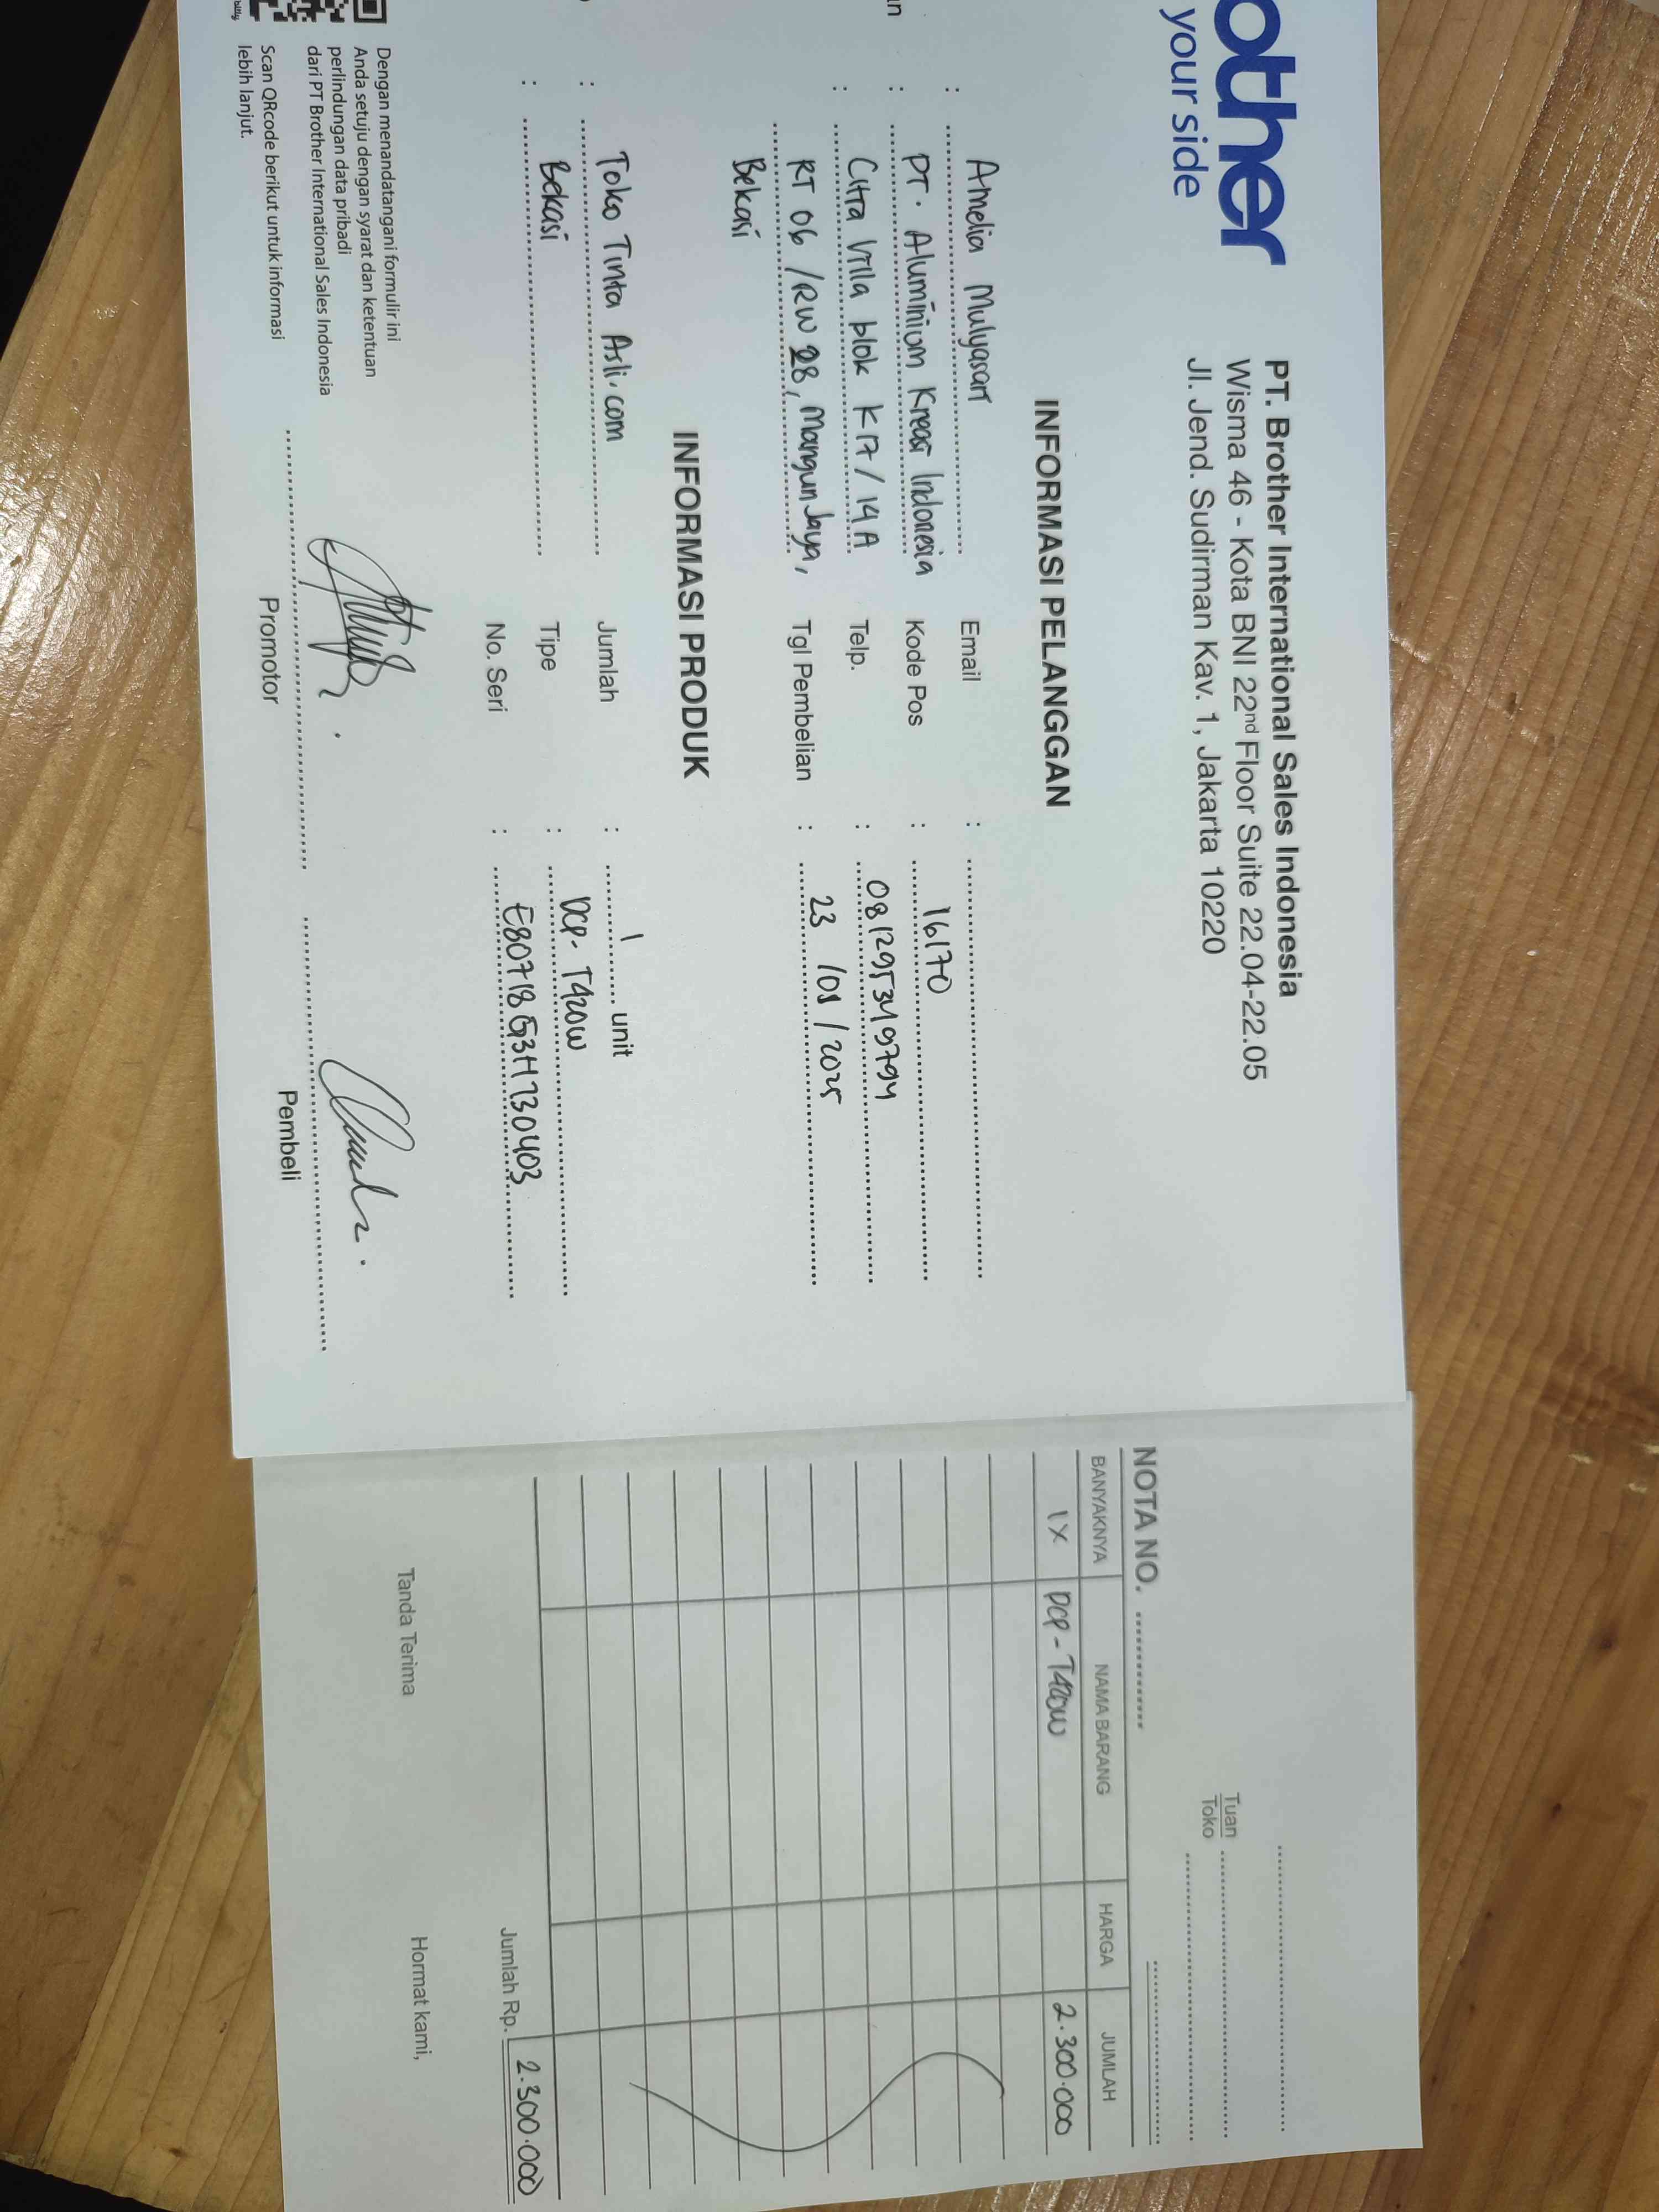 other
your side
PT. Brother International Sales Indonesia
Wisma 46 - Kota BNI 22nd Floor Suite 22.04-22.05
Jl. Jend. Sudirman Kav. 1, Jakarta 10220
INFORMASI PELANGGAN
: Amelia Mulyasari Email :
: PT. Aluminium Kreasi Indonesia Kode Pos : 16170
: Citra Villa blok K17/19A Telp. :
RT 06 /RW 28, Mangun Jaya, Tgl Pembelian : 23 /08 / 2025
Bekasi
INFORMASI PRODUK
: Toko Tinta Asli.com Jumlah : 1 unit
: Bekasi Tipe : DCP- T420W
No. Seri : E80718G3H730403
Dengan menandatangani formulir ini
Anda setuju dengan syarat dan ketentuan
perlindungan data pribadi
dari PT Brother International Sales Indonesia
Scan QRcode berikut untuk informasi
lebih lanjut.
Promotor Pembeli
Tuan
Toko
NOTA NO.
BANYAKNYA NAMA BARANG HARGA JUMLAH
1X DCP - T420W 2.300.000
Jumlah Rp. 2.300.000
Tanda Terima Hormat kami,